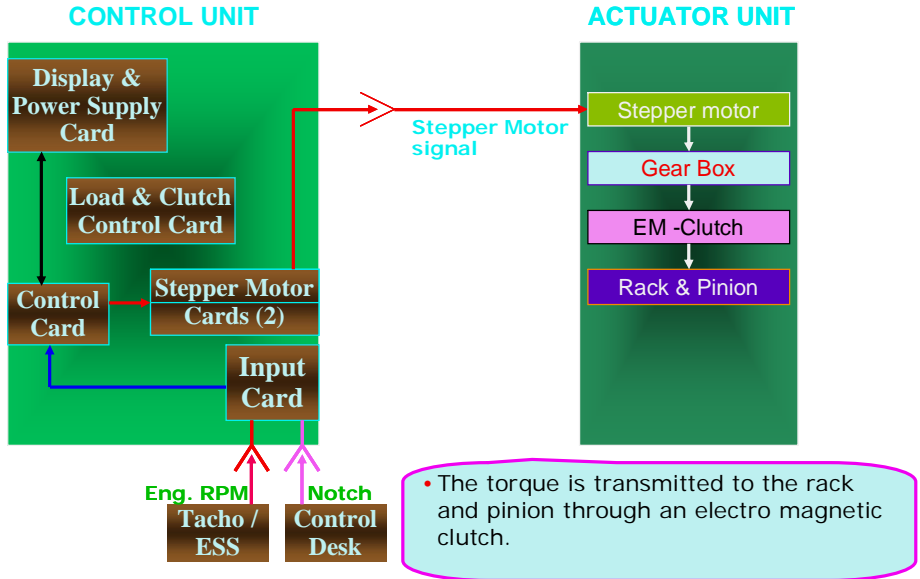 CONTROL UNIT
ACTUATOR UNIT
Display &
Power Supply
Card
Load & Clutch
Control Card
Control
Card
Stepper Motor
Cards (2)
Input
Card
Stepper Motor
signal
Stepper motor
Gear Box
EM -Clutch
Rack & Pinion
Eng. RPM
Notch
Tacho /
ESS
Control
Desk
• The torque is transmitted to the rack
and pinion through an electro magnetic
clutch.